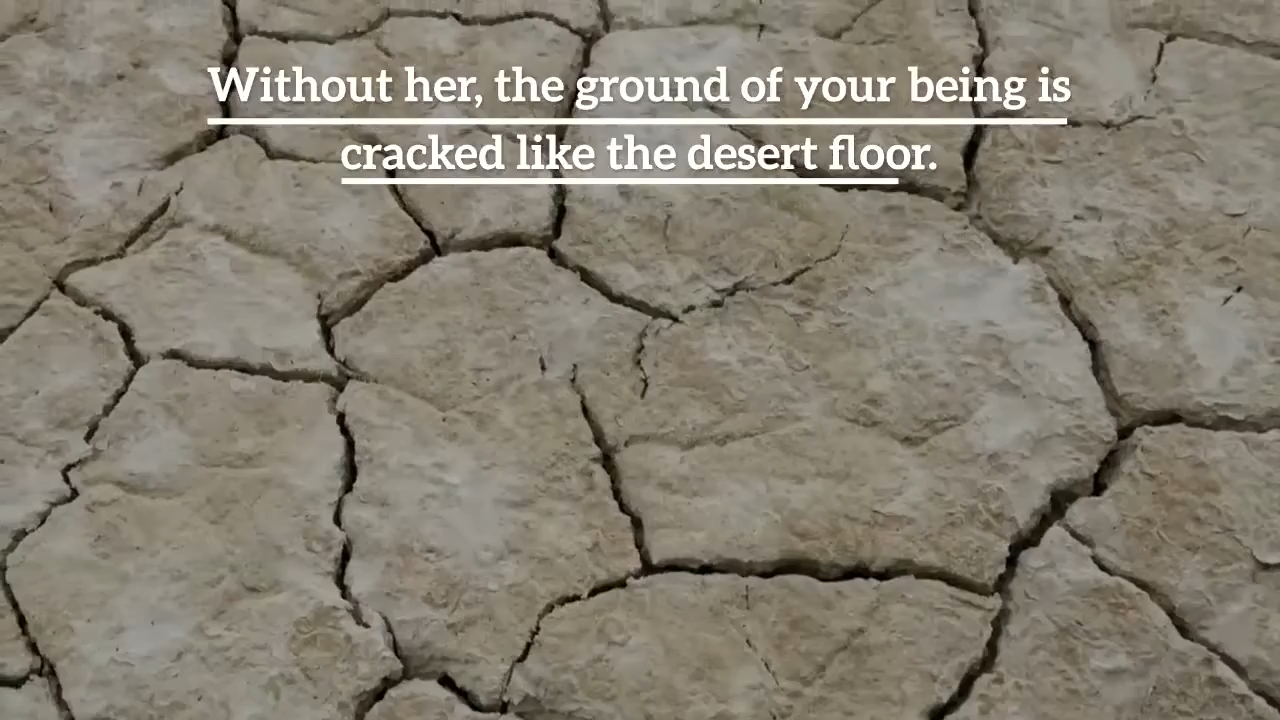 Without her, the ground of your being is
cracked like the desert floor.